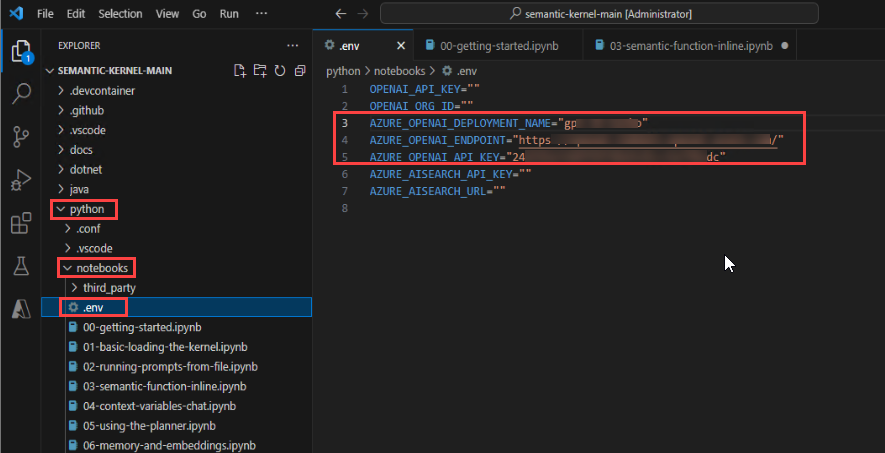 File Edit Selection View Go Run ···
semantic-kernel-main [Administrator]
EXPLORER ···
SEMANTIC-KERNEL-MAIN
.devcontainer
.github
.vscode
docs
dotnet
java
python
.conf
.vscode
notebooks
third_party
.env
00-getting-started.ipynb
01-basic-loading-the-kernel.ipynb
02-running-prompts-from-file.ipynb
03-semantic-function-inline.ipynb
04-context-variables-chat.ipynb
05-using-the-planner.ipynb
06-memory-and-embeddings.ipynb
1
.env 00-getting-started.ipynb 03-semantic-function-inline.ipynb
python > notebooks > .env
1 OPENAI_API_KEY=""
2 OPENAI_ORG_ID=""
3 AZURE_OPENAI_DEPLOYMENT_NAME="gp o"
4 AZURE_OPENAI_ENDPOINT="https /"
5 AZURE_OPENAI_API_KEY="24 dc"
6 AZURE_AISEARCH_API_KEY=""
7 AZURE_AISEARCH_URL=""
8